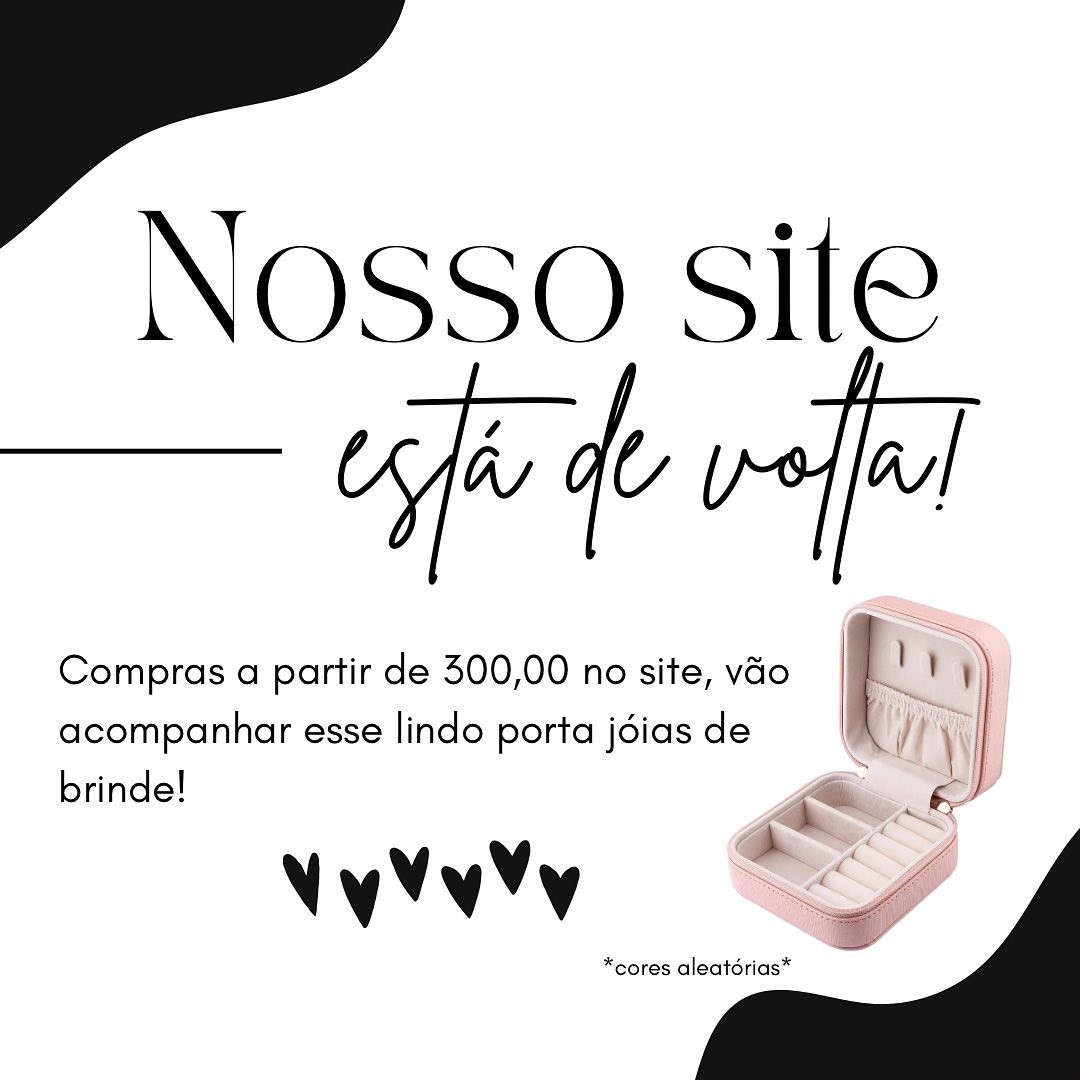 Nosso site
está de volta!
Compras a partir de 300,00 no site, vão
acompanhar esse lindo porta jóias de
brinde!
*cores aleatórias*